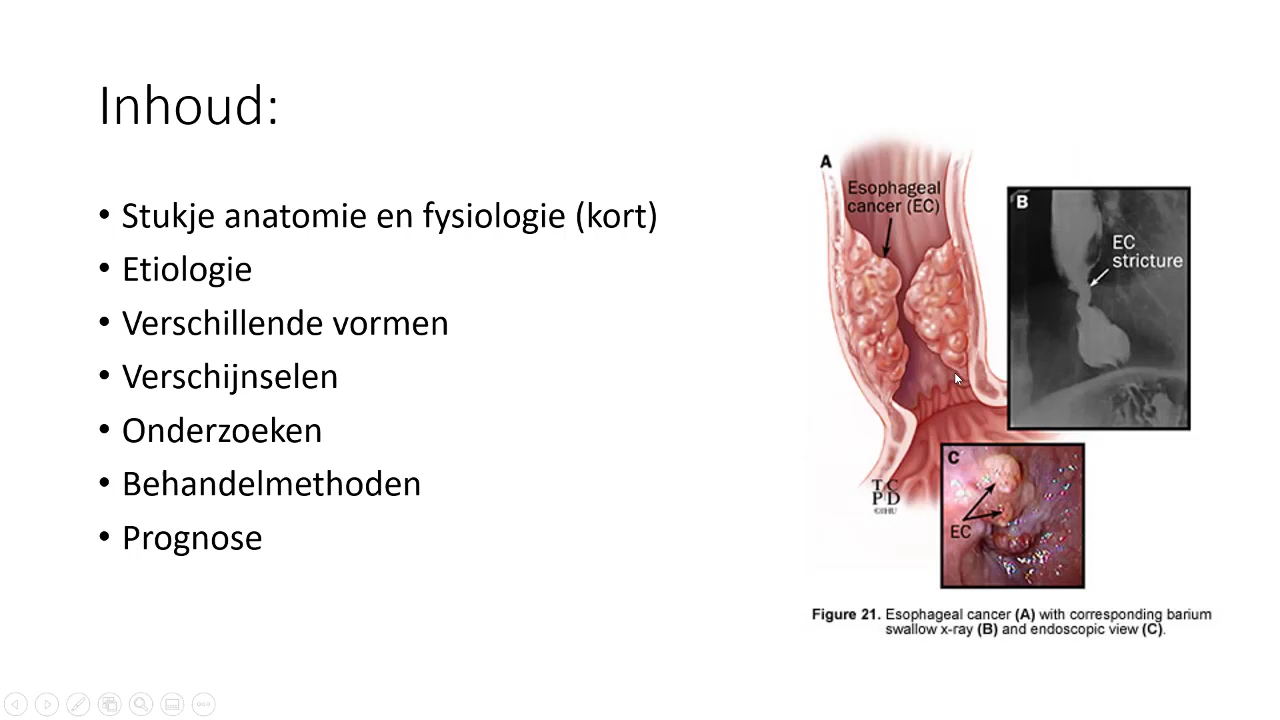 Inhoud:
• Stukje anatomie en fysiologie (kort)
• Etiologie
• Verschillende vormen
• Verschijnselen
• Onderzoeken
• Behandelmethoden
• Prognose
A
Esophageal
cancer (EC)
B
EC
stricture
C
EC
T C
P D
©JHU
Figure 21. Esophageal cancer (A) with corresponding barium
swallow x-ray (B) and endoscopic view (C).